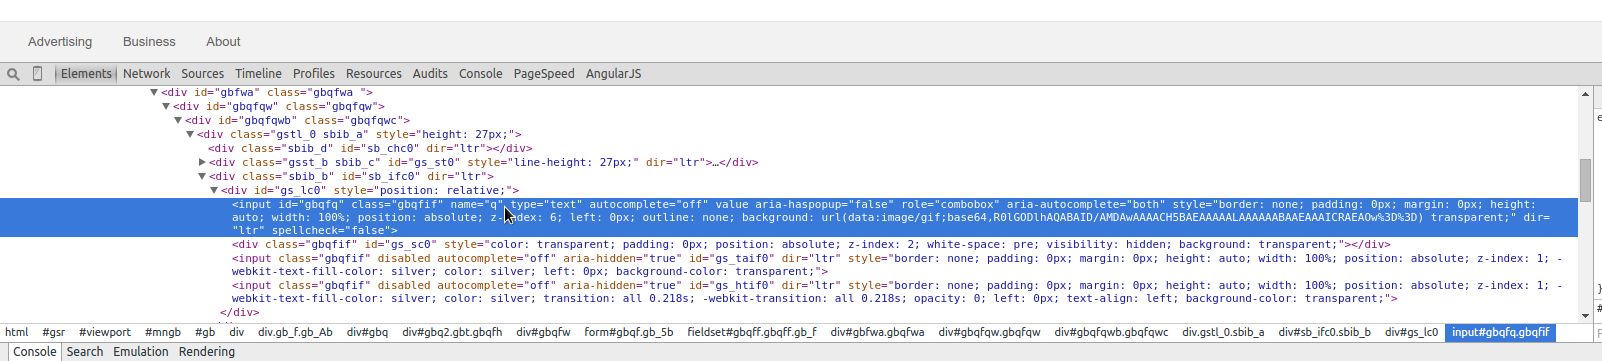 Advertising Business About
Elements Network Sources Timeline Profiles Resources Audits Console PageSpeed AngularJS
<div id="gbfwa" class="gbqfwa ">
<div id="gbqfqw" class="gbqfqw">
<div id="gbqfqwb" class="gbqfqwc">
<div class="gstl_0 sbib_a" style="height: 27px;">
<div class="sbib_d" id="sb_chc0" dir="ltr"></div>
<div class="gsst_b sbib_c" id="gs_st0" style="line-height: 27px;" dir="ltr">…</div>
<div class="sbib_b" id="sb_ifc0" dir="ltr">
<div id="gs_lc0" style="position: relative;">
<input id="gbqfq" class="gbqfif" name="q" type="text" autocomplete="off" value aria-haspopup="false" role="combobox" aria-autocomplete="both" style="border: none; padding: 0px; margin: 0px; height:
auto; width: 100%; position: absolute; z-index: 6; left: 0px; outline: none; background: url(data:image/gif;base64,R0lGODlhAQABAID/AMDAwAAAACH5BAEAAAAALAAAAAABAAEAAAICRAEAOw%3D%3D) transparent;" dir=
"ltr" spellcheck="false">
<div class="gbqfif" id="gs_sc0" style="color: transparent; padding: 0px; position: absolute; z-index: 2; white-space: pre; visibility: hidden; background: transparent;"></div>
<input class="gbqfif" disabled autocomplete="off" aria-hidden="true" id="gs_taif0" dir="ltr" style="border: none; padding: 0px; margin: 0px; height: auto; width: 100%; position: absolute; z-index: 1; -
webkit-text-fill-color: silver; color: silver; left: 0px; background-color: transparent;">
<input class="gbqfif" disabled autocomplete="off" aria-hidden="true" id="gs_htif0" dir="ltr" style="border: none; padding: 0px; margin: 0px; height: auto; width: 100%; position: absolute; z-index: 1; -
webkit-text-fill-color: silver; color: silver; transition: all 0.218s; -webkit-transition: all 0.218s; opacity: 0; left: 0px; text-align: left; background-color: transparent;">
</div>
html #gsr #viewport #mngb #gb div div.gb_f.gb_Ab div#gbq div#gbq2.gbt.gbqfh div#gbqfw form#gbqf.gb_5b fieldset#gbqff.gbqff.gb_f div#gbfwa.gbqfwa div#gbqfqw.gbqfqw div#gbqfqwb.gbqfqwc div.gstl_0.sbib_a div#sb_ifc0.sbib_b div#gs_lc0 input#gbqfq.gbqfif
Console Search Emulation Rendering